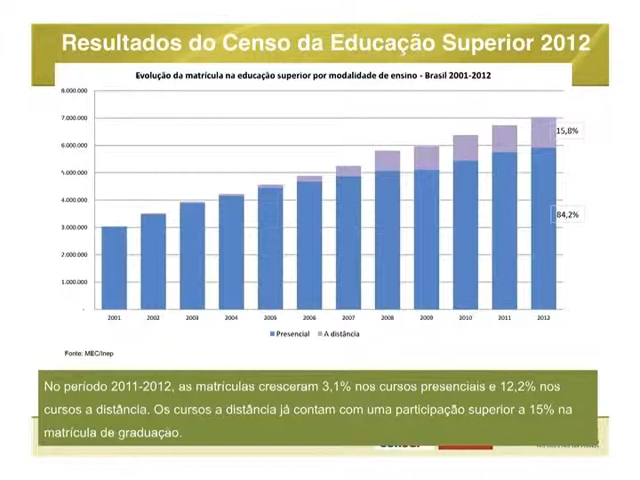 Resultados do Censo da Educação Superior 2012
Evolução da matrícula na educação superior por modalidade de ensino - Brasil 2001-2012
8.000.000
7.000.000
6.000.000
5.000.000
4.000.000
3.000.000
2.000.000
1.000.000
-
15,8%
84,2%
2001 2002 2003 2004 2005 2006 2007 2008 2009 2010 2011 2012
Presencial A distância
Fonte: MEC/Inep
No período 2011-2012, as matrículas cresceram 3,1% nos cursos presenciais e 12,2% nos
cursos a distância. Os cursos a distância já contam com uma participação superior a 15% na
matrícula de graduação.